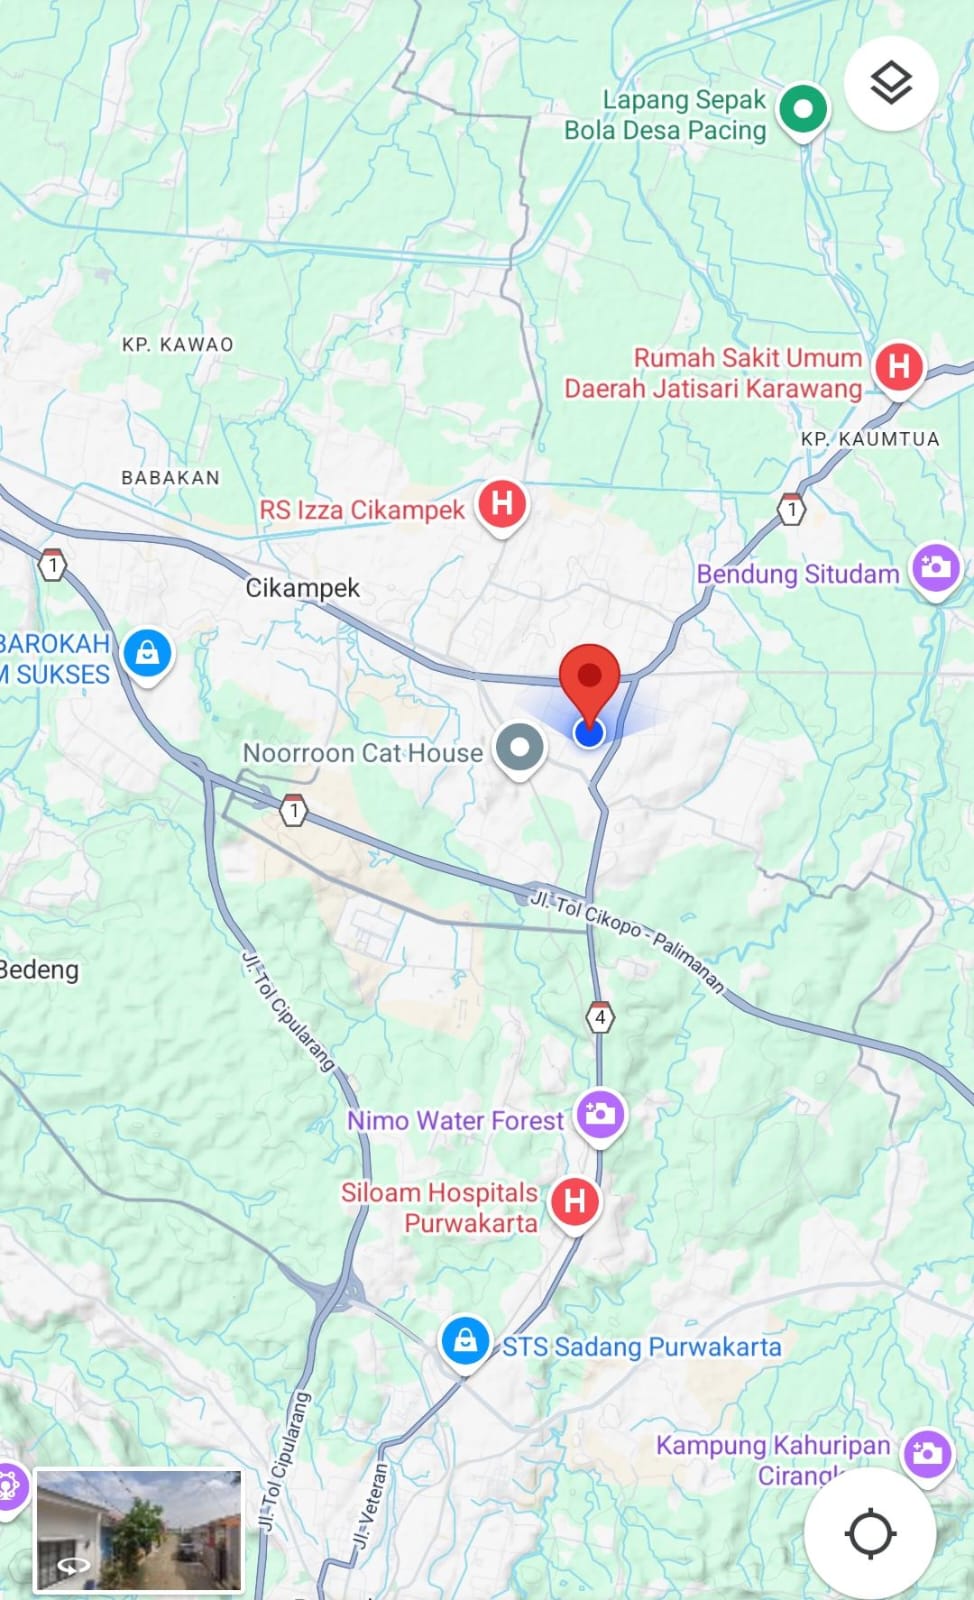 Lapang Sepak
Bola Desa Pacing
KP. KAWAO
Rumah Sakit Umum
Daerah Jatisari Karawang
KP. KAUMTUA
BABAKAN
RS Izza Cikampek
1
1
Bendung Situdam
Cikampek
BAROKAH
M SUKSES
Noorroon Cat House
1
Jl. Tol Cikopo - Palimanan
Bedeng
Jl. Tol Cipularang
4
Nimo Water Forest
Siloam Hospitals
Purwakarta
STS Sadang Purwakarta
Jl. Tol Cipularang
Kampung Kahuripan
Cirangk
Jl. Veteran